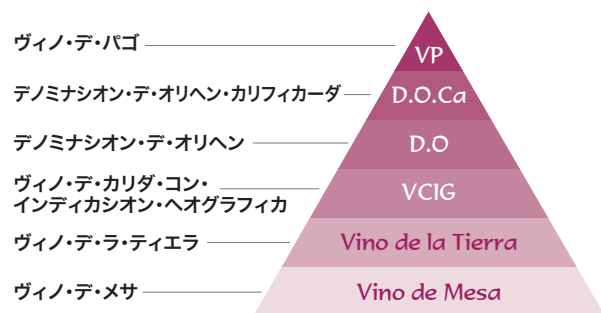 ヴィノ・デ・パゴ
VP
デノミナシオン・デ・オリヘン・カリフィカーダ
D.O.Ca
デノミナシオン・デ・オリヘン
D.O
ヴィノ・デ・カリダ・コン・
インディカシオン・ヘオグラフィカ
VCIG
ヴィノ・デ・ラ・ティエラ
Vino de la Tierra
ヴィノ・デ・メサ
Vino de Mesa